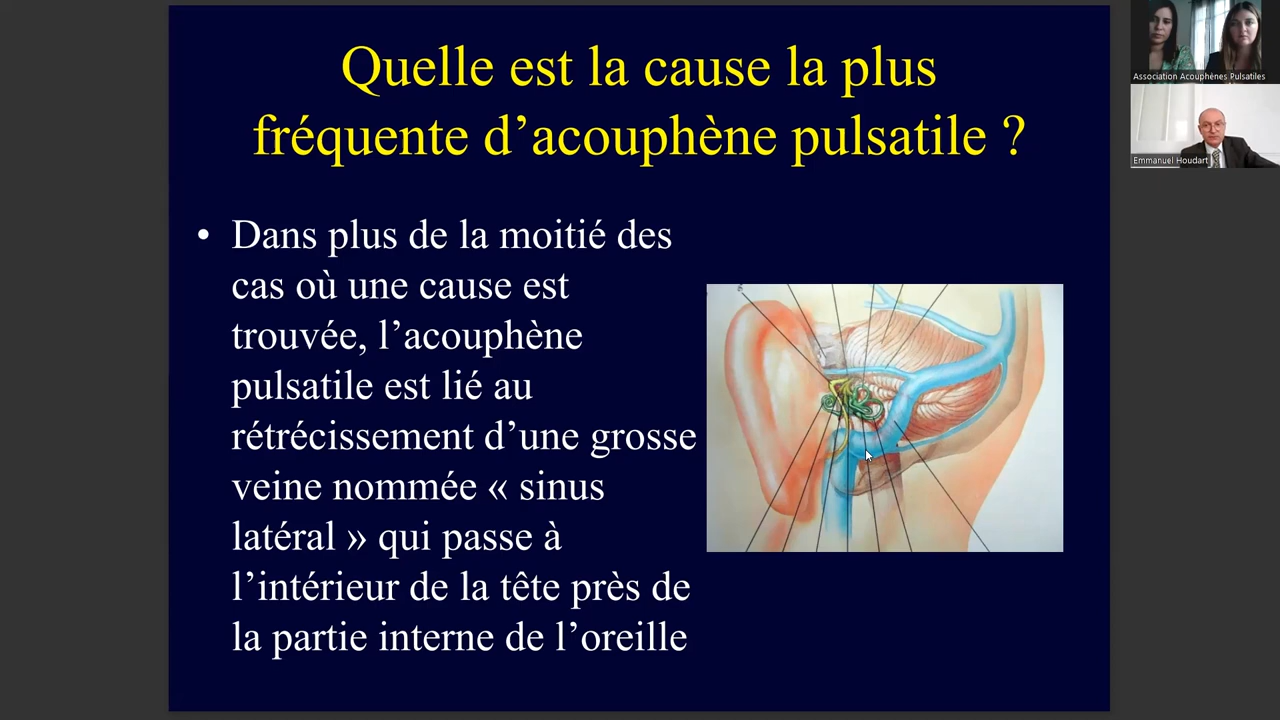 Quelle est la cause la plus
fréquente d’acouphène pulsatile ?
• Dans plus de la moitié des
cas où une cause est
trouvée, l’acouphène
pulsatile est lié au
rétrécissement d’une grosse
veine nommée « sinus
latéral » qui passe à
l’intérieur de la tête près de
la partie interne de l’oreille
Association Acouphènes Pulsatiles
Emmanuel Houdart